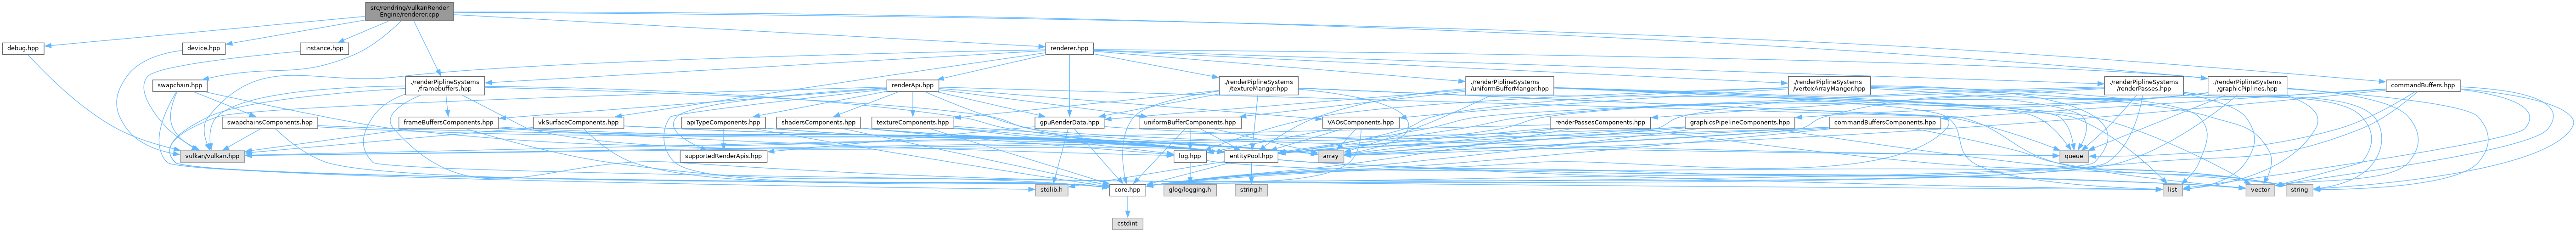 src/rendring/vulkanRender
Engine/renderer.cpp
debug.hpp
device.hpp
instance.hpp
renderer.hpp
swapchain.hpp
./renderPiplineSystems
/framebuffers.hpp
renderApi.hpp
./renderPiplineSystems
/textureManger.hpp
./renderPiplineSystems
/uniformBufferManger.hpp
./renderPiplineSystems
/vertexArrayManger.hpp
./renderPiplineSystems
/renderPasses.hpp
./renderPiplineSystems
/graphicPiplines.hpp
commandBuffers.hpp
swapchainsComponents.hpp
frameBuffersComponents.hpp
vkSurfaceComponents.hpp
apiTypeComponents.hpp
shadersComponents.hpp
textureComponents.hpp
gpuRenderData.hpp
uniformBufferComponents.hpp
VAOsComponents.hpp
renderPassesComponents.hpp
graphicsPipelineComponents.hpp
commandBuffersComponents.hpp
vulkan/vulkan.hpp
supportedRenderApis.hpp
log.hpp
entityPool.hpp
array
queue
stdlib.h
core.hpp
glog/logging.h
string.h
list
vector
string
cstdint